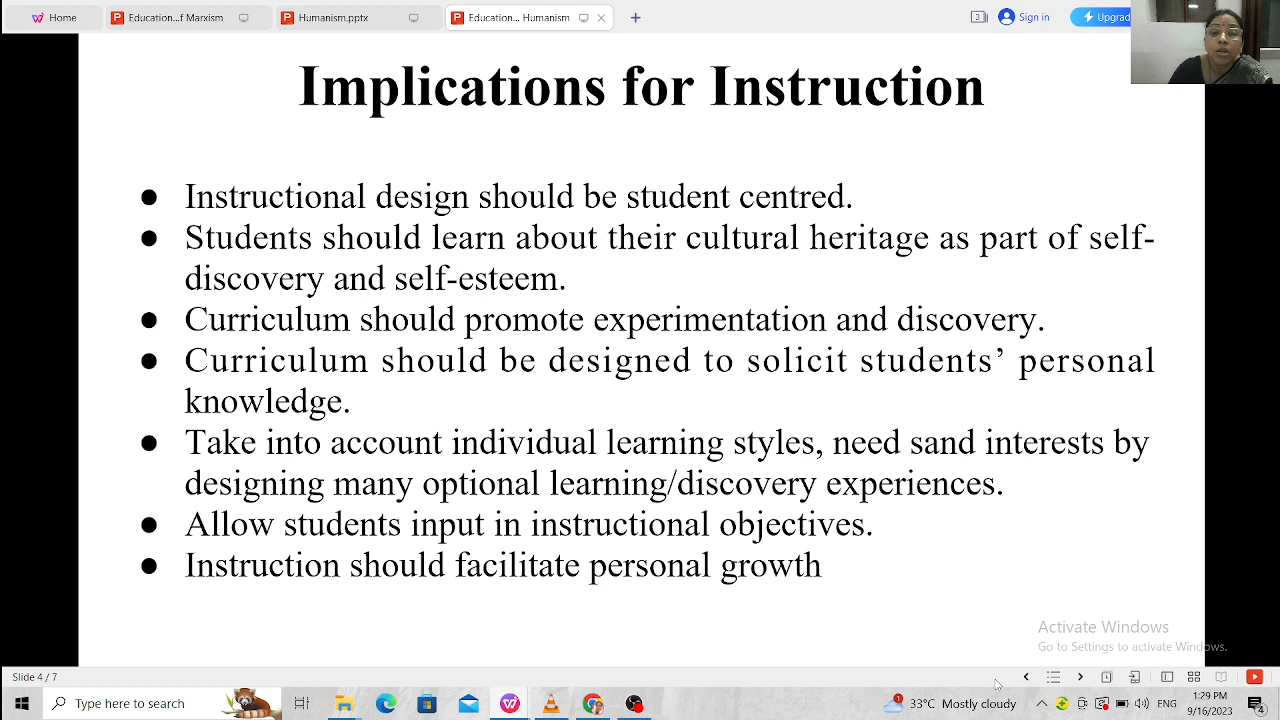 Home
Education...f Marxism
Humanism.pptx
Education... Humanism
3
Sign in
Upgrad
Implications for Instruction
● Instructional design should be student centred.
● Students should learn about their cultural heritage as part of self-
discovery and self-esteem.
● Curriculum should promote experimentation and discovery.
● Curriculum should be designed to solicit students’ personal
knowledge.
● Take into account individual learning styles, need sand interests by
designing many optional learning/discovery experiences.
● Allow students input in instructional objectives.
● Instruction should facilitate personal growth
Activate Windows
Go to Settings to activate Windows.
Slide 4 / 7
Type here to search
1
33°C Mostly cloudy
ENG
1:29 PM
9/16/2023
4